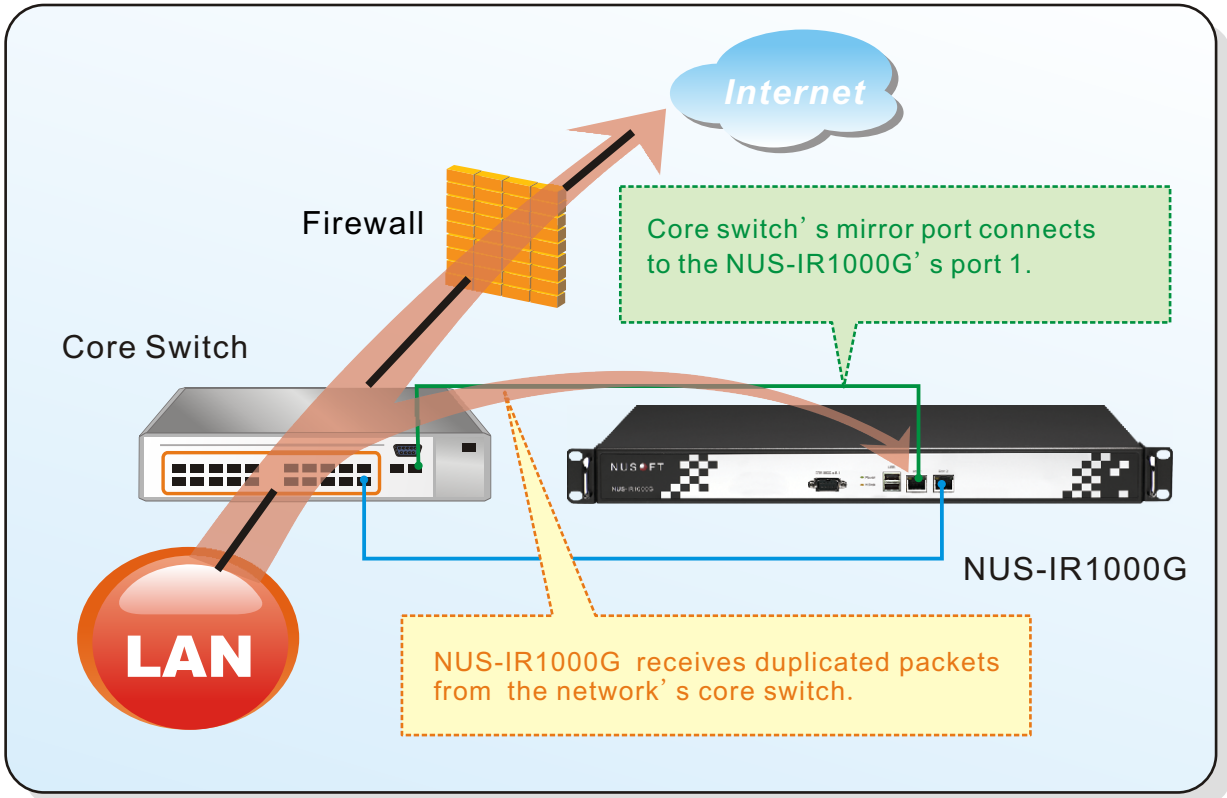 Internet
Firewall
Core switch's mirror port connects
to the NUS-IR1000G's port 1.
Core Switch
NUSOFT
NUS-IR1000G
NUS-IR1000G
LAN
NUS-IR1000G receives duplicated packets
from the network's core switch.